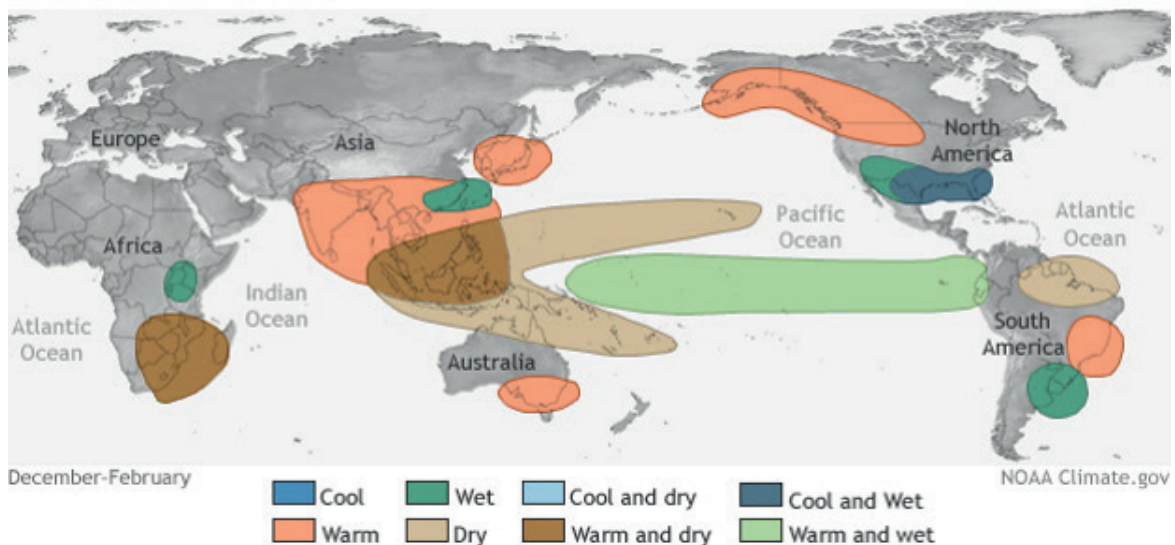 Europe
Asia
North
America
Pacific
Ocean
Atlantic
Ocean
Africa
Indian
Ocean
Atlantic
Ocean
South
America
Australia
December-February
NOAA Climate.gov
Cool
Wet
Cool and dry
Cool and Wet
Warm
Dry
Warm and dry
Warm and wet